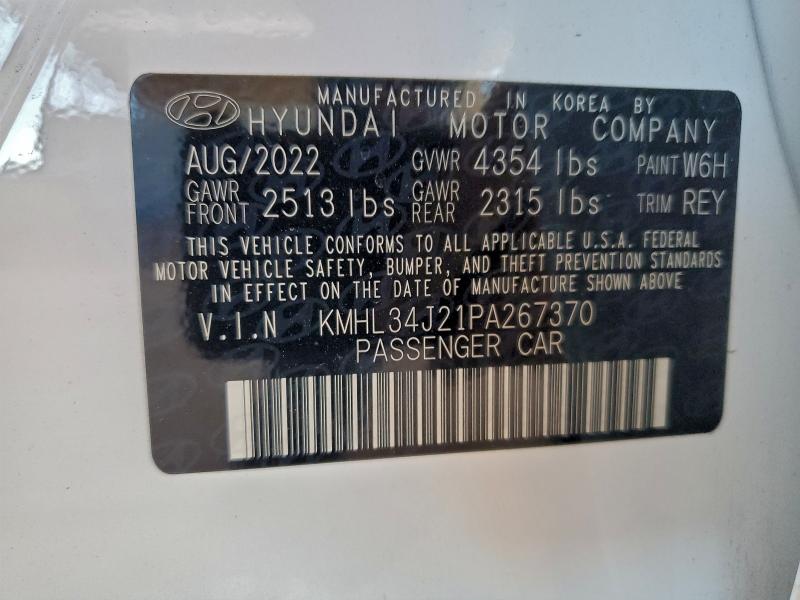 MANUFACTURED IN KOREA BY
HYUNDAI MOTOR COMPANY
AUG/2022 GVWR 4354 lbs PAINT W6H
GAWR FRONT 2513 lbs GAWR REAR 2315 lbs TRIM REY
THIS VEHICLE CONFORMS TO ALL APPLICABLE U.S.A. FEDERAL
MOTOR VEHICLE SAFETY, BUMPER, AND THEFT PREVENTION STANDARDS
IN EFFECT ON THE DATE OF MANUFACTURE SHOWN ABOVE
V.I.N KMHL34J21PA267370
PASSENGER CAR